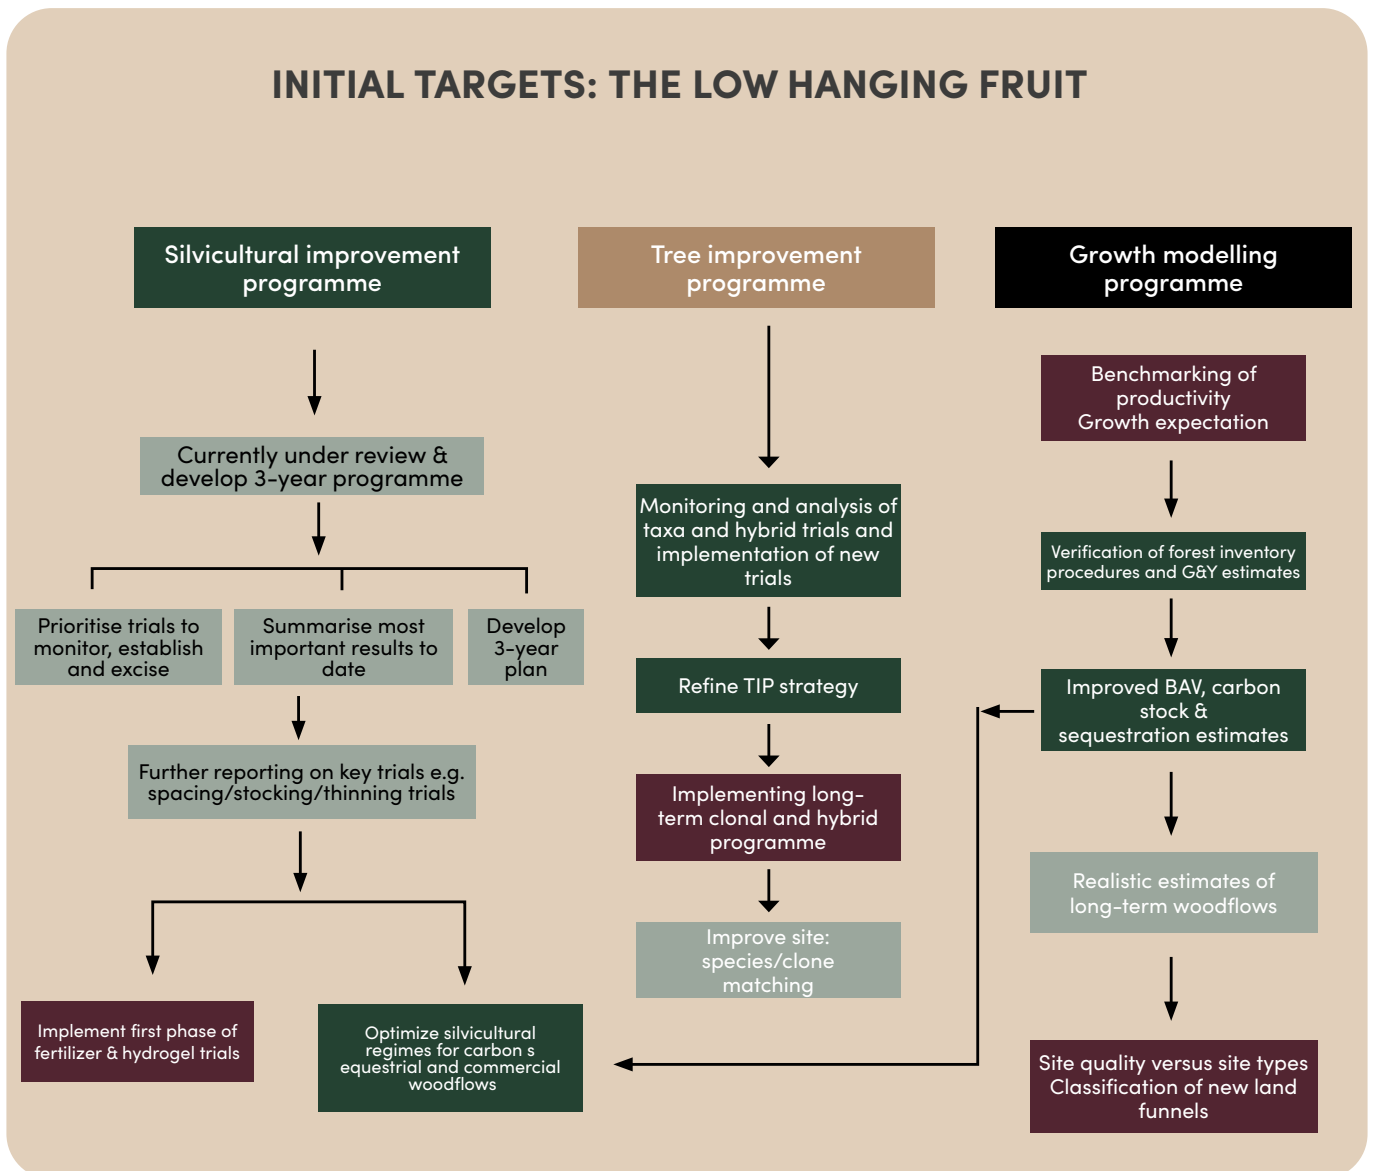 INITIAL TARGETS: THE LOW HANGING FRUIT
Silvicultural improvement
programme
Currently under review &
develop 3-year programme
Prioritise trials to
monitor, establish
and excise
Summarise most
important results to
date
Develop
3-year
plan
Further reporting on key trials e.g.
spacing/stocking/thinning trials
Implement first phase of
fertilizer & hydrogel trials
Optimize silvicultural
regimes for carbon s
equestrial and commercial
woodflows
Tree improvement
programme
Monitoring and analysis of
taxa and hybrid trials and
implementation of new
trials
Refine TIP strategy
Implementing long-
term clonal and hybrid
programme
Improve site:
species/clone
matching
Growth modelling
programme
Benchmarking of
productivity
Growth expectation
Verification of forest inventory
procedures and G&Y estimates
Improved BAV, carbon
stock &
sequestration estimates
Realistic estimates of
long-term woodflows
Site quality versus site types
Classification of new land
funnels